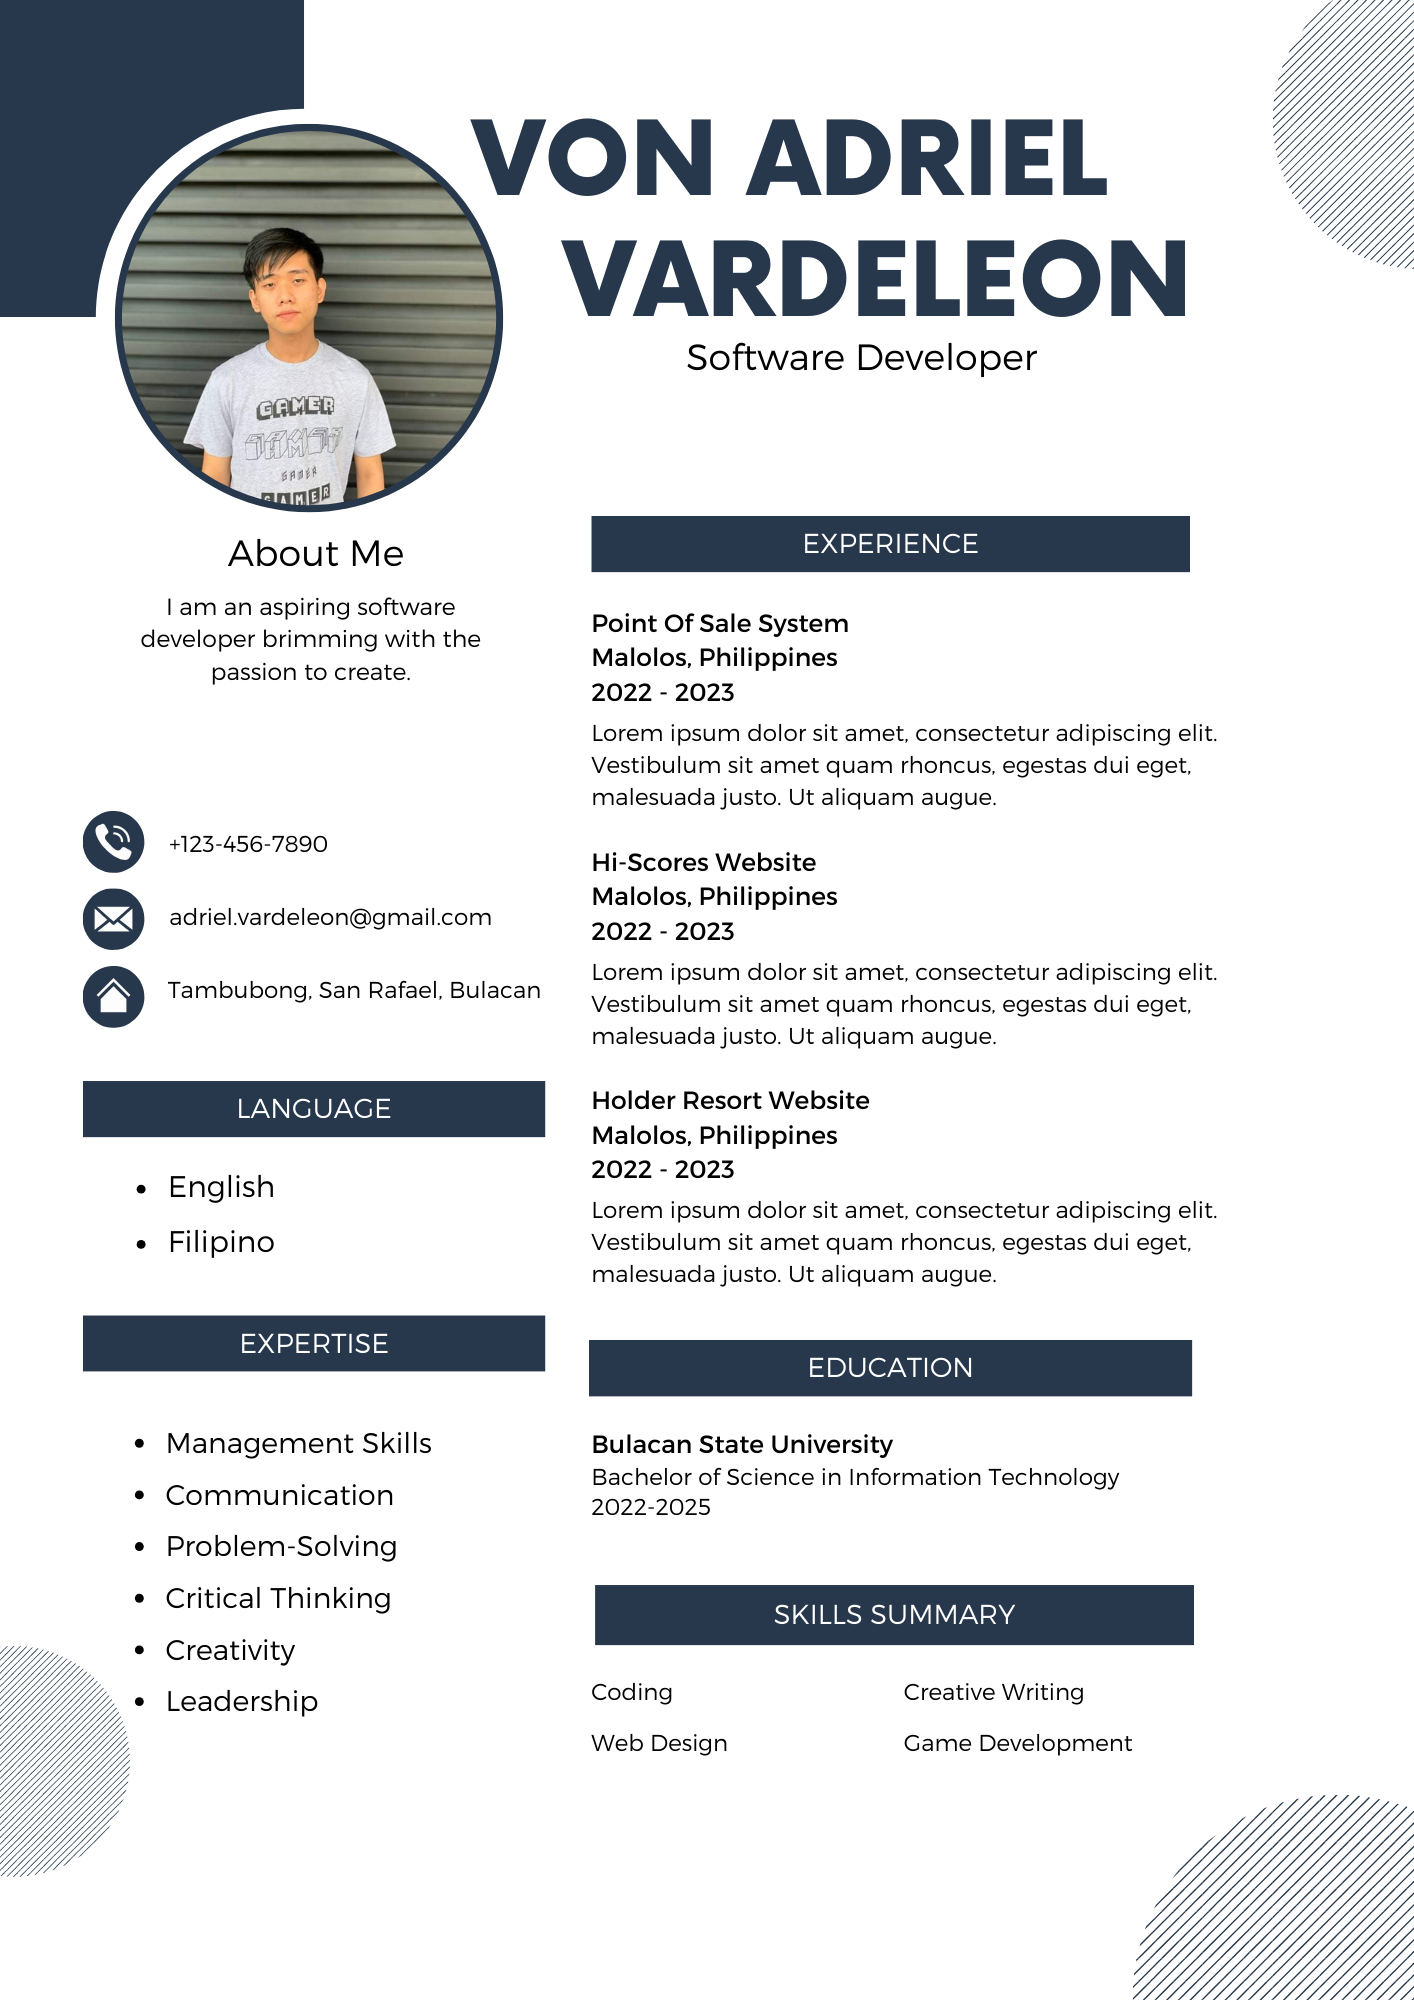 VON ADRIEL
VARDELEON
Software Developer
GAMER
GAMER
GAMER
GAMER
About Me
I am an aspiring software
developer brimming with the
passion to create.
+123-456-7890
adriel.vardeleon@gmail.com
Tambubong, San Rafael, Bulacan
LANGUAGE
English
Filipino
EXPERTISE
Management Skills
Communication
Problem-Solving
Critical Thinking
Creativity
Leadership
EXPERIENCE
Point Of Sale System
Malolos, Philippines
2022 - 2023
Lorem ipsum dolor sit amet, consectetur adipiscing elit.
Vestibulum sit amet quam rhoncus, egestas dui eget,
malesuada justo. Ut aliquam augue.
Hi-Scores Website
Malolos, Philippines
2022 - 2023
Lorem ipsum dolor sit amet, consectetur adipiscing elit.
Vestibulum sit amet quam rhoncus, egestas dui eget,
malesuada justo. Ut aliquam augue.
Holder Resort Website
Malolos, Philippines
2022 - 2023
Lorem ipsum dolor sit amet, consectetur adipiscing elit.
Vestibulum sit amet quam rhoncus, egestas dui eget,
malesuada justo. Ut aliquam augue.
EDUCATION
Bulacan State University
Bachelor of Science in Information Technology
2022-2025
SKILLS SUMMARY
Coding Creative Writing
Web Design Game Development